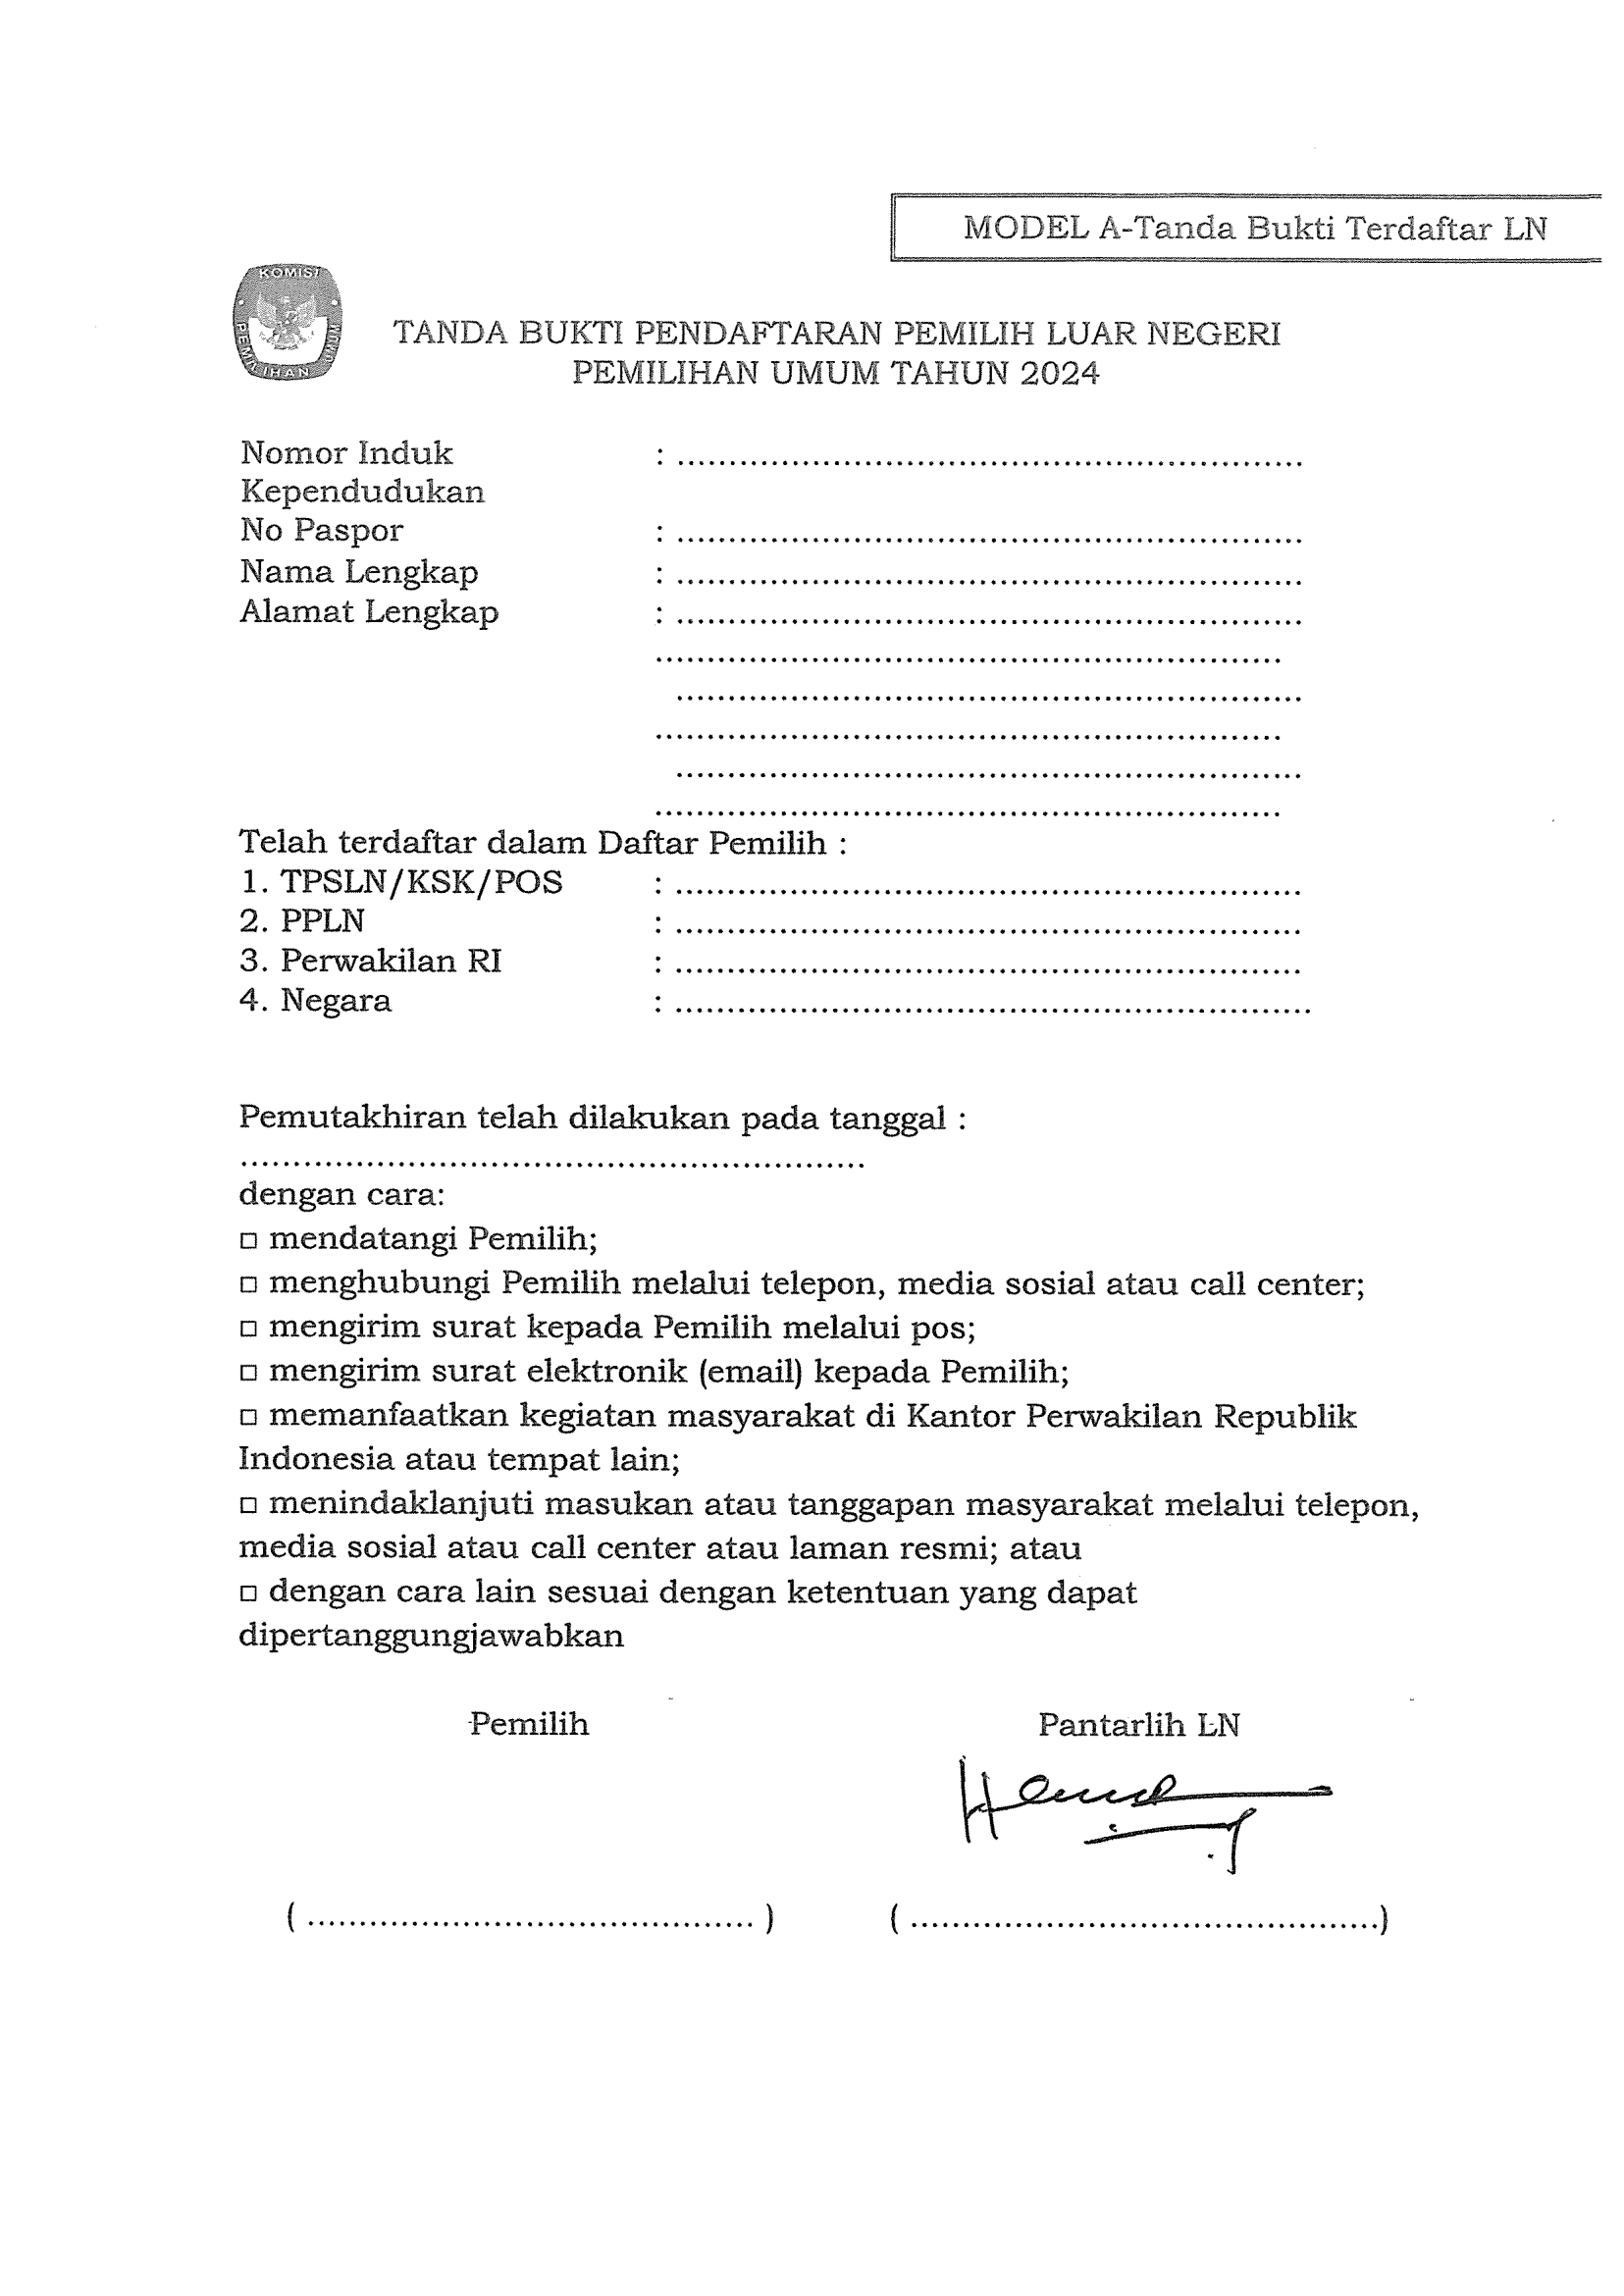 MODEL A-Tanda Bukti Terdaftar LN
KOMISI
PEMILIHAN UMUM
TANDA BUKTI PENDAFTARAN PEMILIH LUAR NEGERI
PEMILIHAN UMUM TAHUN 2024
Nomor Induk : ............................................................
Kependudukan
No Paspor : ............................................................
Nama Lengkap : ............................................................
Alamat Lengkap : ............................................................
............................................................
............................................................
............................................................
............................................................
............................................................
Telah terdaftar dalam Daftar Pemilih :
1. TPSLN/KSK/POS : ............................................................
2. PPLN : ............................................................
3. Perwakilan RI : ............................................................
4. Negara : .............................................................
Pemutakhiran telah dilakukan pada tanggal :
............................................................
dengan cara:
□ mendatangi Pemilih;
□ menghubungi Pemilih melalui telepon, media sosial atau call center;
□ mengirim surat kepada Pemilih melalui pos;
□ mengirim surat elektronik (email) kepada Pemilih;
□ memanfaatkan kegiatan masyarakat di Kantor Perwakilan Republik
Indonesia atau tempat lain;
□ menindaklanjuti masukan atau tanggapan masyarakat melalui telepon,
media sosial atau call center atau laman resmi; atau
□ dengan cara lain sesuai dengan ketentuan yang dapat
dipertanggungjawabkan
Pemilih Pantarlih LN
( ........................................... ) ( .............................................)